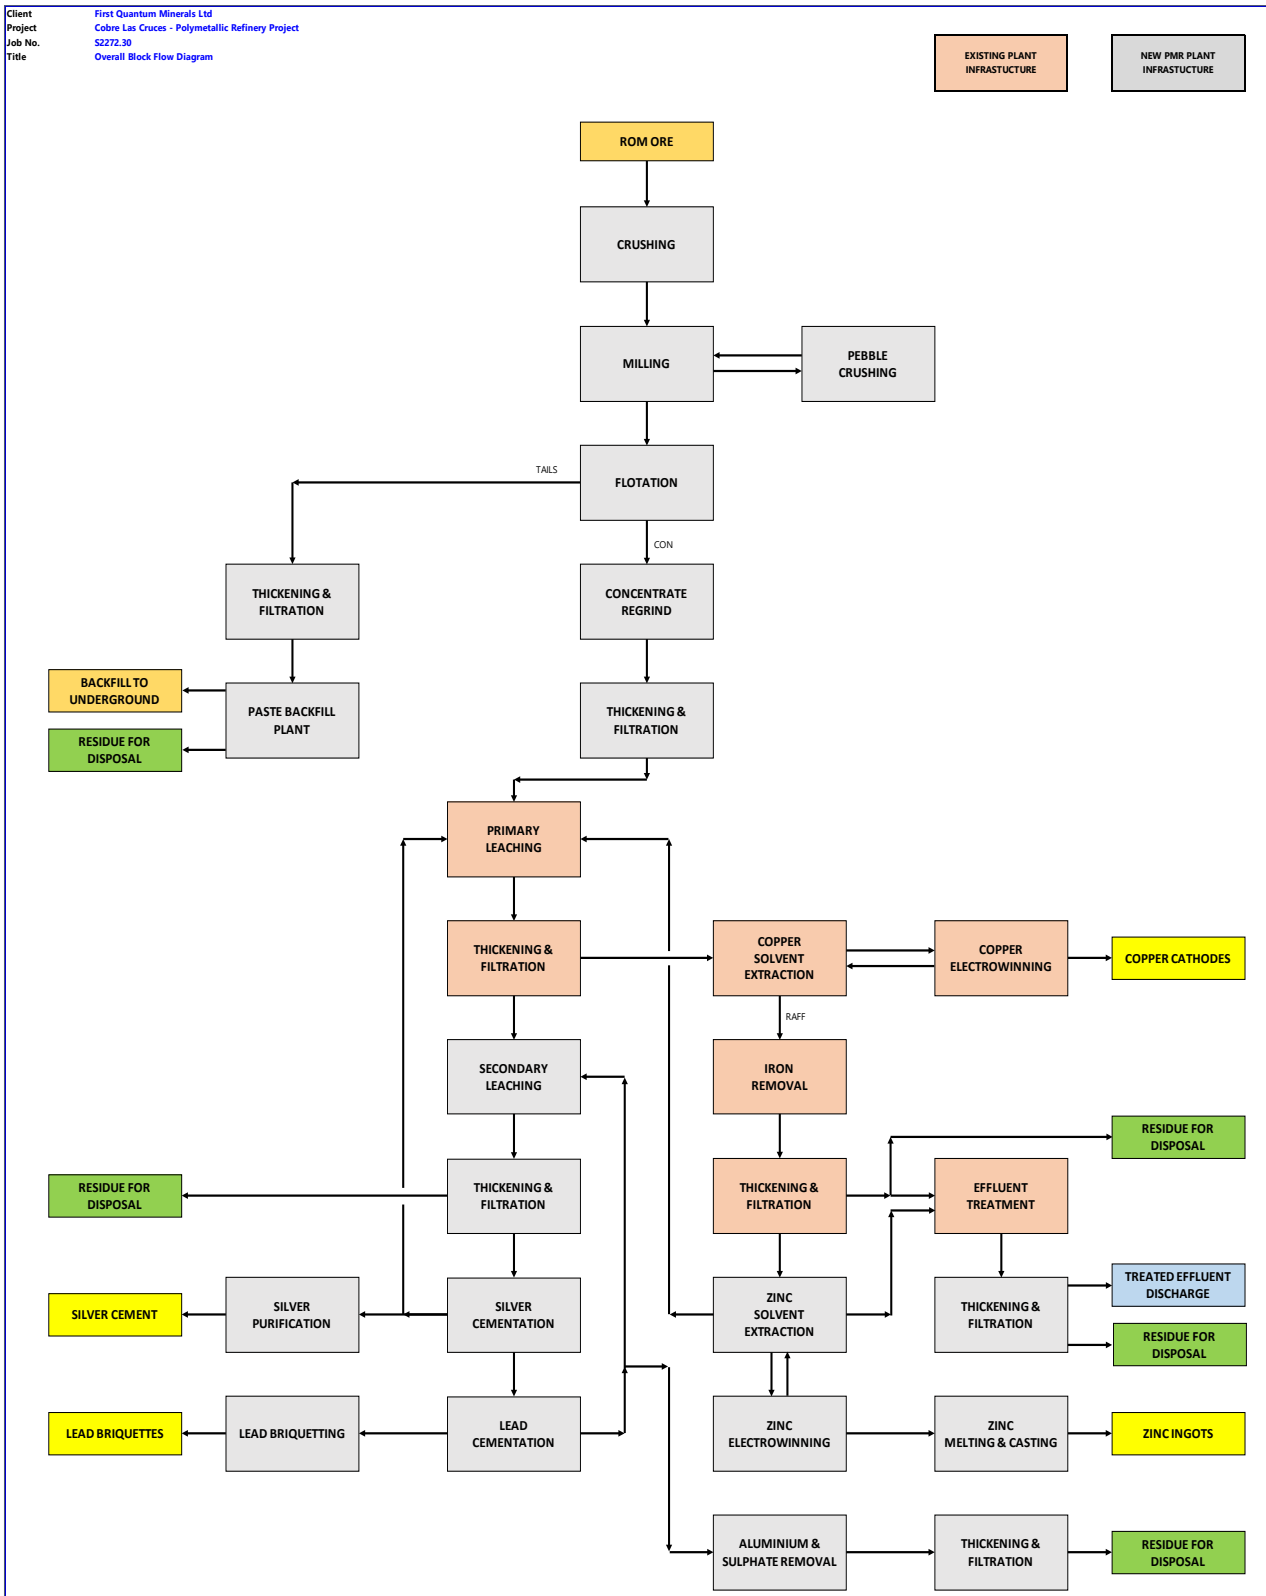 Client First Quantum Minerals Ltd
Project Cobre Las Cruces - Polymetallic Refinery Project
Job No. S2272.30
Title Overall Block Flow Diagram
EXISTING PLANT
INFRASTUCTURE
NEW PMR PLANT
INFRASTUCTURE
ROM ORE
CRUSHING
MILLING
PEBBLE
CRUSHING
TAILS
FLOTATION
CON
THICKENING &
FILTRATION
CONCENTRATE
REGRIND
BACKFILL TO
UNDERGROUND
PASTE BACKFILL
PLANT
RESIDUE FOR
DISPOSAL
THICKENING &
FILTRATION
PRIMARY
LEACHING
THICKENING &
FILTRATION
COPPER
SOLVENT
EXTRACTION
COPPER
ELECTROWINNING
COPPER CATHODES
RAFF
SECONDARY
LEACHING
IRON
REMOVAL
RESIDUE FOR
DISPOSAL
RESIDUE FOR
DISPOSAL
THICKENING &
FILTRATION
THICKENING &
FILTRATION
EFFLUENT
TREATMENT
TREATED EFFLUENT
DISCHARGE
SILVER CEMENT
SILVER
PURIFICATION
SILVER
CEMENTATION
ZINC
SOLVENT
EXTRACTION
THICKENING &
FILTRATION
RESIDUE FOR
DISPOSAL
LEAD BRIQUETTES
LEAD BRIQUETTING
LEAD
CEMENTATION
ZINC
ELECTROWINNING
ZINC
MELTING & CASTING
ZINC INGOTS
ALUMINIUM &
SULPHATE REMOVAL
THICKENING &
FILTRATION
RESIDUE FOR
DISPOSAL